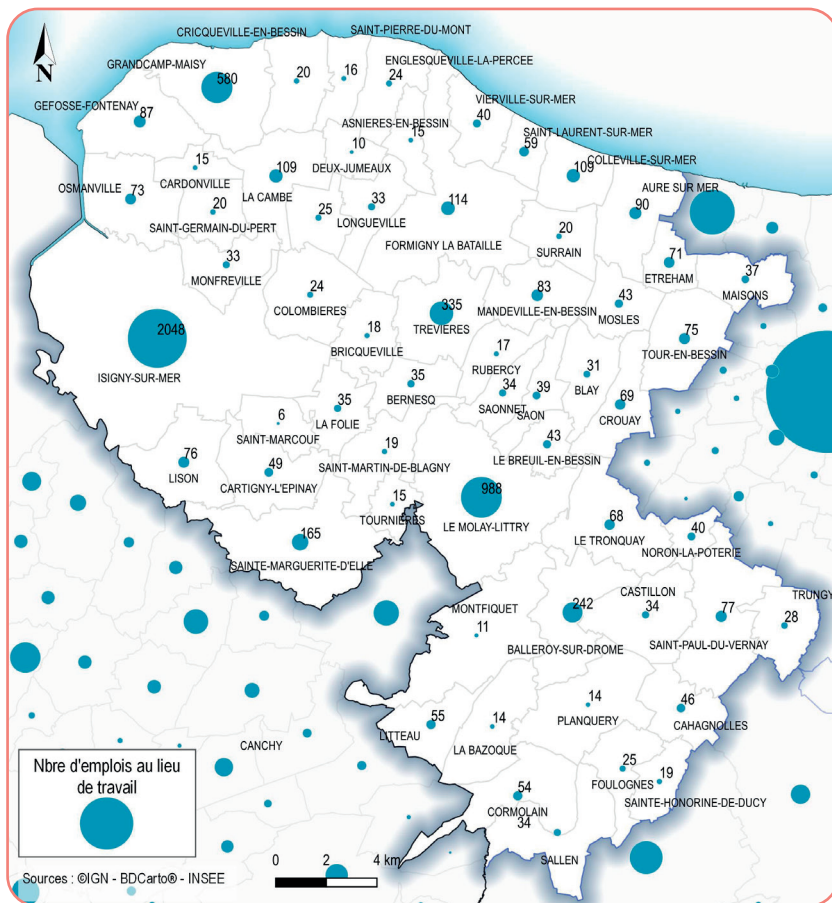 CRICQUEVILLE-EN-BESSIN
SAINT-PIERRE-DU-MONT
ENGLESQUEVILLE-LA-PERCEE
GRANDCAMP-MAISY
580
20
16
24
N
GEFOSSE-FONTENAY
87
VIERVILLE-SUR-MER
40
ASNIERES-EN-BESSIN
15
SAINT-LAURENT-SUR-MER
59
10
DEUX-JUMEAUX
COLLEVILLE-SUR-MER
109
15
CARDONVILLE
109
LA CAMBE
OSMANVILLE
73
AURE SUR MER
90
20
SAINT-GERMAIN-DU-PERT
25
33
LONGUEVILLE
114
FORMIGNY LA BATAILLE
20
SURRAIN
71
ETREHAM
33
MONFREVILLE
37
MAISONS
24
COLOMBIERES
83
MANDEVILLE-EN-BESSIN
43
MOSLES
2048
ISIGNY-SUR-MER
335
TREVIERES
18
BRICQUEVILLE
75
TOUR-EN-BESSIN
17
RUBERCY
31
BLAY
35
BERNESQ
34
SAONNET
39
SAON
69
CROUAY
35
LA FOLIE
6
SAINT-MARCOUF
43
LE BREUIL-EN-BESSIN
19
SAINT-MARTIN-DE-BLAGNY
76
LISON
49
CARTIGNY-L'EPINAY
988
LE MOLAY-LITTRY
15
TOURNIERES
68
LE TRONQUAY
40
NORON-LA-POTERIE
165
SAINTE-MARGUERITE-D'ELLE
CASTILLON
34
TRUNGY
28
MONTFIQUET
11
242
BALLEROY-SUR-DROME
77
SAINT-PAUL-DU-VERNAY
14
PLANQUERY
46
CAHAGNOLLES
55
LITTEAU
14
LA BAZOQUE
CANCHY
25
FOULOGNES
19
SAINTE-HONORINE-DE-DUCY
54
CORMOLAIN
34
SALLEN
Nbre d'emplois au lieu
de travail
0 2 4 km
Sources : ©IGN - BDCarto® - INSEE